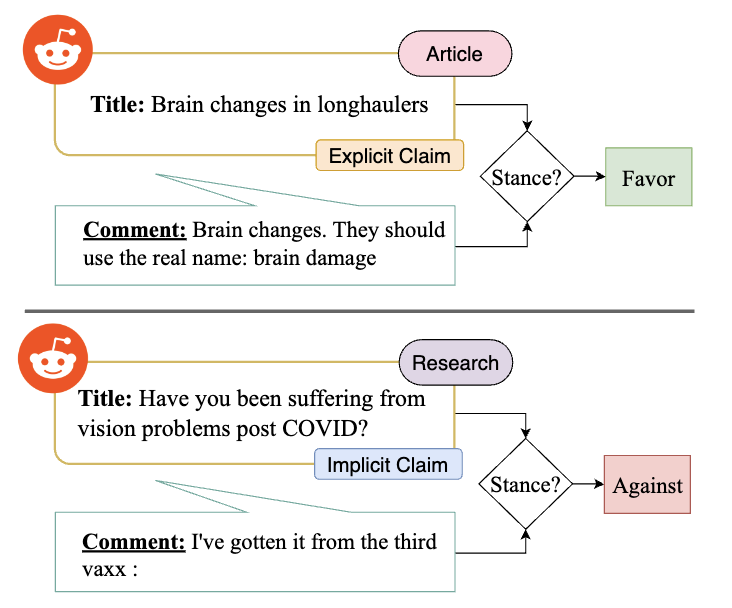 Article
Title: Brain changes in longhaulers
Explicit Claim
Stance?
Favor
Comment: Brain changes. They should
use the real name: brain damage
Research
Title: Have you been suffering from
vision problems post COVID?
Implicit Claim
Stance?
Against
Comment: I've gotten it from the third
vaxx :